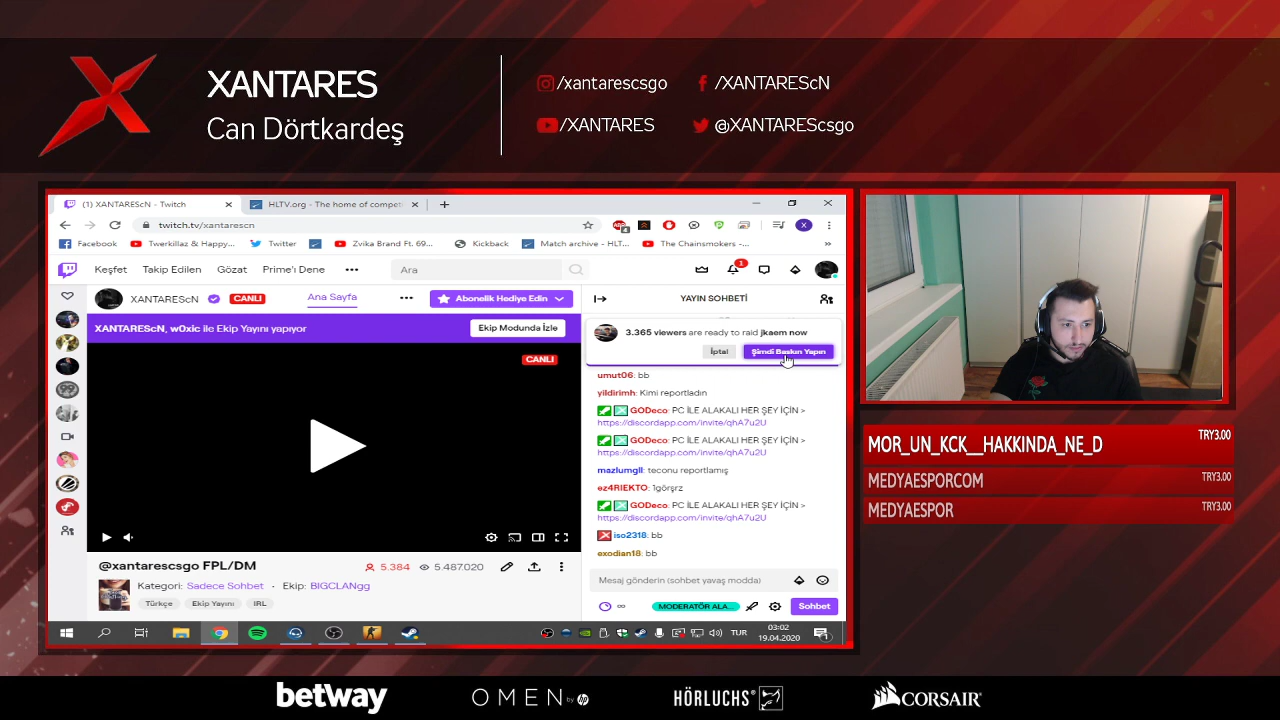 XANTARES
Can Dörtkardeş
/xantarescsgo
/XANTAREScN
/XANTARES
@XANTAREScsgo
(1) XANTAREScN - Twitch
HLTV.org - The home of competi
twitch.tv/xantarescn
Facebook
Twerkillaz & Happy...
Twitter
Zvika Brand Ft. 69...
Kickback
Match archive - HLT...
The Chainsmokers -...
»
Keşfet
Takip Edilen
Gözat
Prime'ı Dene
Ara
1
XANTAREScN
CANLI
Ana Sayfa
Abonelik Hediye Edin
YAYIN SOHBETİ
XANTAREScN, w0xic ile Ekip Yayını yapıyor
Ekip Modunda İzle
CANLI
3.365 viewers are ready to raid jkaem now
İptal
Şimdi Baskın Yapın
umut06: bb
yildirimh: Kimi reportladın
GODeco: PC İLE ALAKALI HER ŞEY İÇİN >
https://discordapp.com/invite/qhA7u2U
GODeco: PC İLE ALAKALI HER ŞEY İÇİN >
https://discordapp.com/invite/qhA7u2U
mazlumgll: teconu reportlamış
ez4RIEKTO: 1görşrz
GODeco: PC İLE ALAKALI HER ŞEY İÇİN >
https://discordapp.com/invite/qhA7u2U
iso2318: bb
exodian18: bb
Mesaj gönderin (sohbet yavaş modda)
MODERATÖR ALA...
Sohbet
@xantarescsgo FPL/DM
5.384
5.487.020
Kategori: Sadece Sohbet · Ekip: BIGCLANgg
Türkçe
Ekip Yayını
IRL
TUR
03:02
19.04.2020
MOR_UN_KCK__HAKKINDA_NE_D
TRY3.00
MEDYAESPORCOM
TRY3.00
MEDYAESPOR
TRY3.00
betway
OMEN by hp
HÖRLUCHS®
CORSAIR